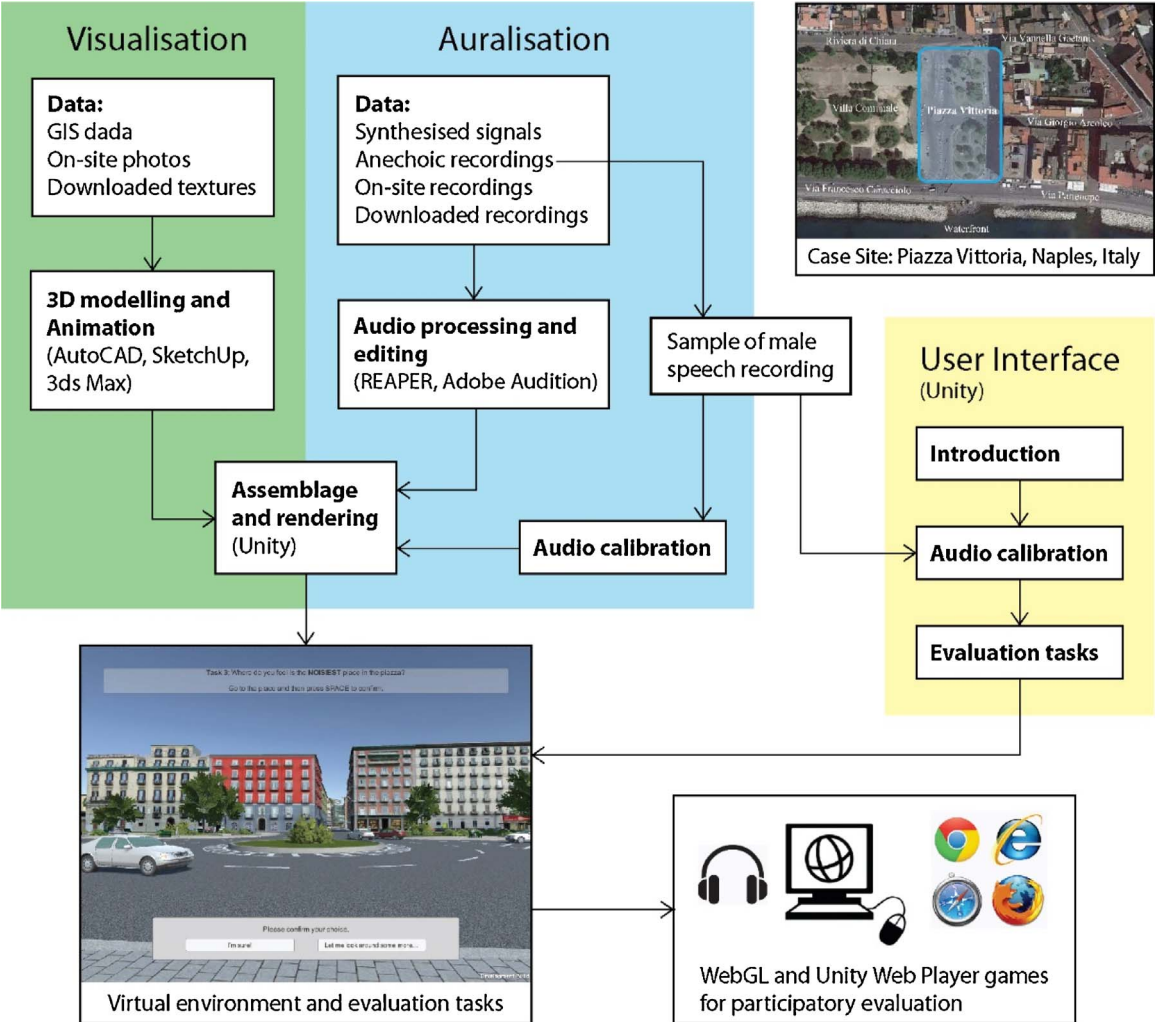 Visualisation
Data:
GIS dada
On-site photos
Downloaded textures
3D modelling and
Animation
(AutoCAD, SketchUp,
3ds Max)
Auralisation
Data:
Synthesised signals
Anechoic recordings
On-site recordings
Downloaded recordings
Audio processing and
editing
(REAPER, Adobe Audition)
Sample of male
speech recording
Assemblage
and rendering
(Unity)
Audio calibration
Riviera di Chiara
Via Vannella Gaetani
Villa Comunale
Piazza Vittoria
Via Giorgio Arcoleo
Via Francesco Caracciolo
Via Partenope
Waterfront
Case Site: Piazza Vittoria, Naples, Italy
User Interface
(Unity)
Introduction
Audio calibration
Evaluation tasks
Task 3: Where do you feel is the NOISIEST place in the piazza?
Go to the place and then press SPACE to confirm.
Please confirm your choice.
I'm sure!
Let me look around some more...
Development Build
Virtual environment and evaluation tasks
WebGL and Unity Web Player games
for participatory evaluation